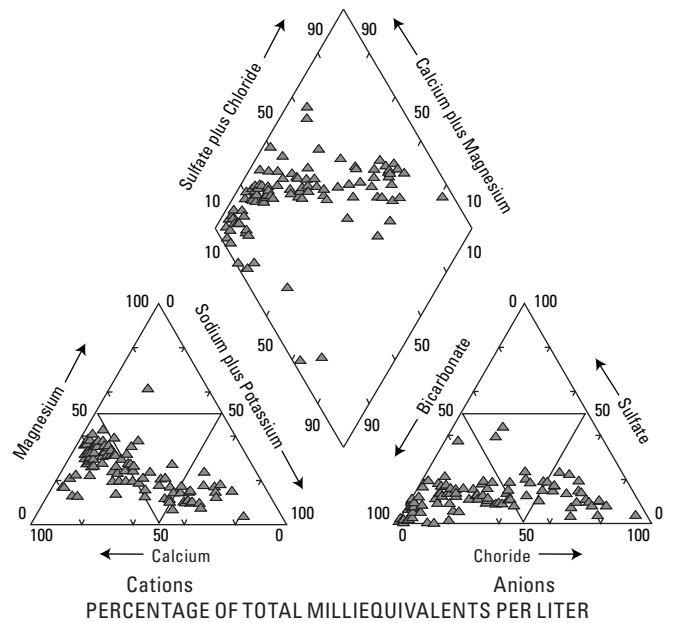 90
90
Sulfate plus Chloride
Calcium plus Magnesium
50
50
10
10
10
10
50
50
90
90
100
0
Magnesium
Sodium plus Potassium
50
50
0
100
100
50
0
Calcium
Cations
0
100
Bicarbonate
Sulfate
50
50
100
0
0
50
100
Choride
Anions
PERCENTAGE OF TOTAL MILLIEQUIVALENTS PER LITER